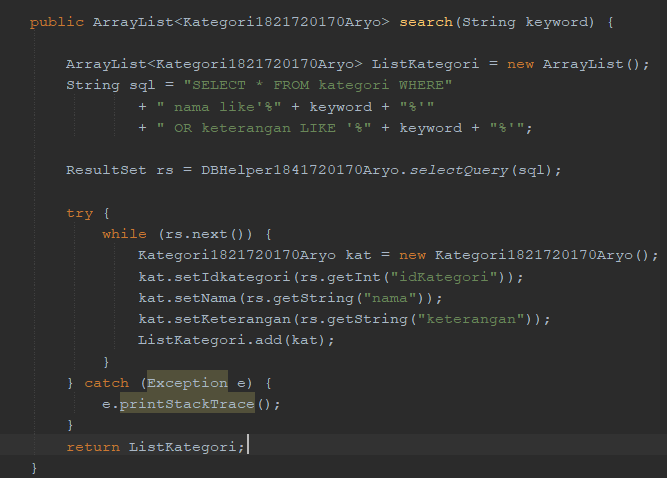 public ArrayList<Kategori1821720170Aryo> search(String keyword) {
ArrayList<Kategori1821720170Aryo> ListKategori = new ArrayList();
String sql = "SELECT * FROM kategori WHERE"
+ " nama like'%" + keyword + "%'"
+ " OR keterangan LIKE '%" + keyword + "%'";
ResultSet rs = DBHelper1841720170Aryo.selectQuery(sql);
try {
while (rs.next()) {
Kategori1821720170Aryo kat = new Kategori1821720170Aryo();
kat.setIdkategori(rs.getInt("idKategori"));
kat.setNama(rs.getString("nama"));
kat.setKeterangan(rs.getString("keterangan"));
ListKategori.add(kat);
}
} catch (Exception e) {
e.printStackTrace();
}
return ListKategori;
}